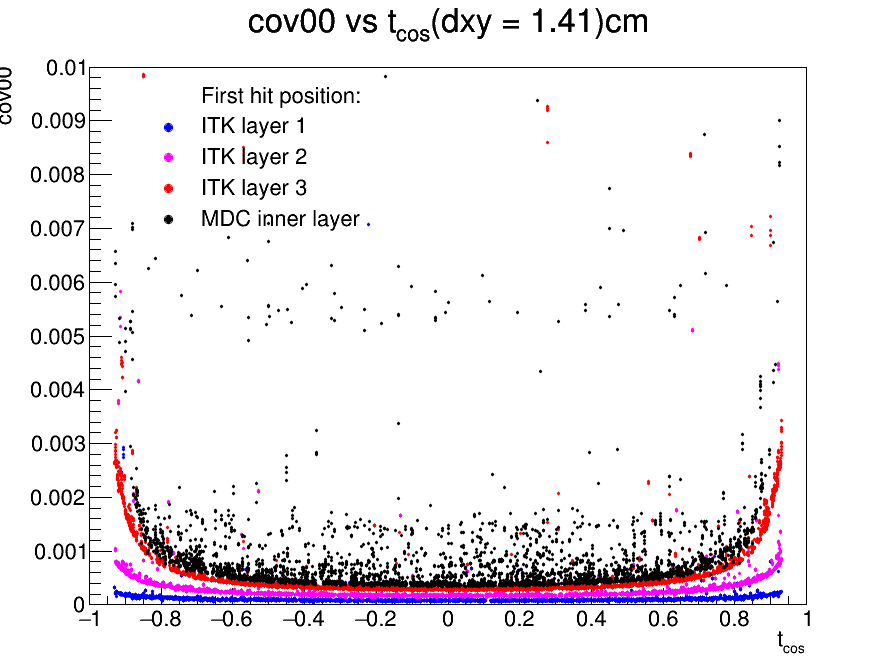 cov00 vs t_cos(dxy = 1.41)cm
cov00
0.01
0.009
0.008
0.007
0.006
0.005
0.004
0.003
0.002
0.001
0
First hit position:
ITK layer 1
ITK layer 2
ITK layer 3
MDC inner layer
−1 −0.8 −0.6 −0.4 −0.2 0 0.2 0.4 0.6 0.8 1
t_cos